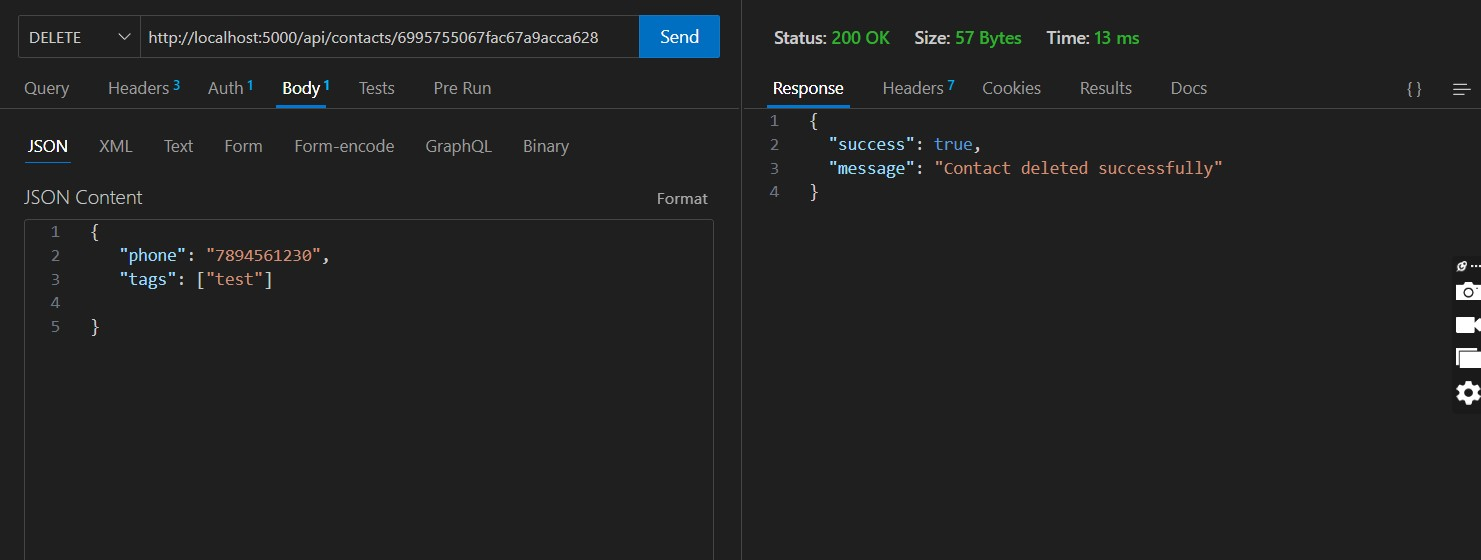 DELETE http://localhost:5000/api/contacts/6995755067fac67a9acca628 Send
Query Headers 3 Auth 1 Body 1 Tests Pre Run
JSON XML Text Form Form-encode GraphQL Binary
JSON Content Format
1 {
2 "phone": "7894561230",
3 "tags": ["test"]
4
5 }
Status: 200 OK Size: 57 Bytes Time: 13 ms
Response Headers 7 Cookies Results Docs {}
1 {
2 "success": true,
3 "message": "Contact deleted successfully"
4 }